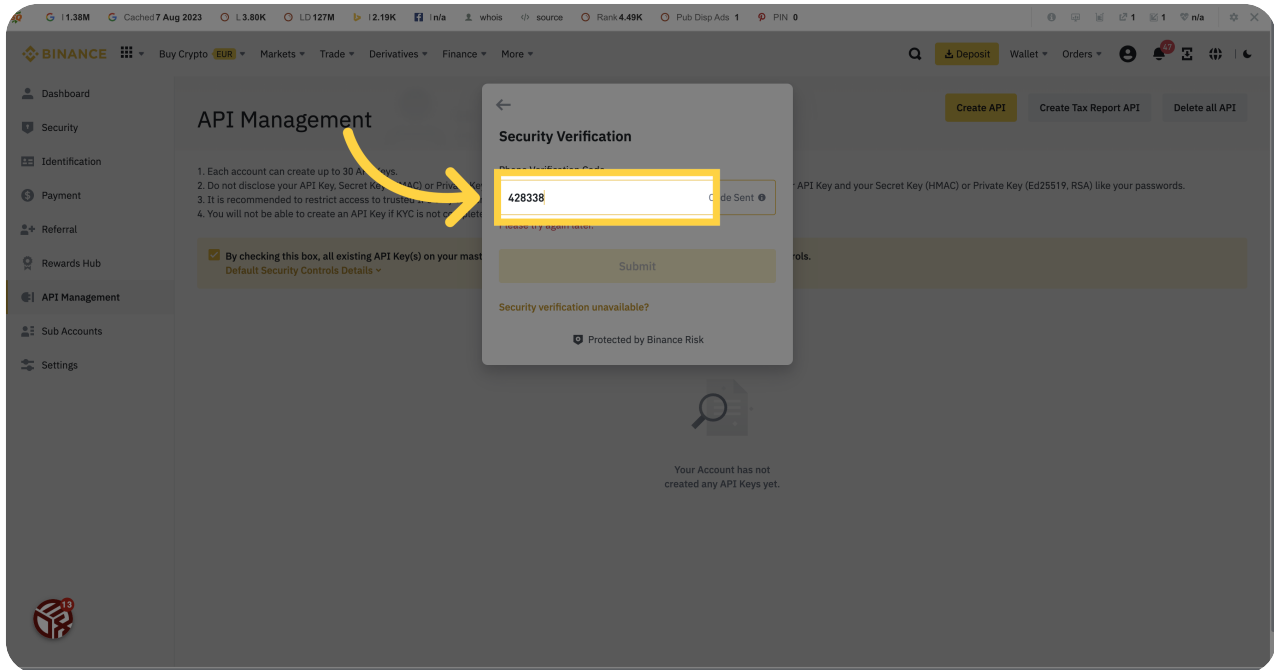 I 1.38M Cached 7 Aug 2023 L 3.80K LD 127M I 2.19K I n/a whois source Rank 4.49K Pub Disp Ads 1 PIN 0 1 1 n/a
BINANCE Buy Crypto EUR Markets Trade Derivatives Finance More Deposit Wallet Orders 47
Dashboard
Security
Identification
Payment
Referral
Rewards Hub
API Management
Sub Accounts
Settings
API Management
Create API Create Tax Report API Delete all API
1. Each account can create up to 30 API Keys.
2. Do not disclose your API Key, Secret Key (HMAC) or Private Key API Key and your Secret Key (HMAC) or Private Key (Ed25519, RSA) like your passwords.
3. It is recommended to restrict access to trusted
4. You will not be able to create an API Key if KYC is not complete
By checking this box, all existing API Key(s) on your mast rols.
Default Security Controls Details
Security Verification
Phone Verification Code
428338 Code Sent
Please try again later.
Submit
Security verification unavailable?
Protected by Binance Risk
Your Account has not
created any API Keys yet.
13